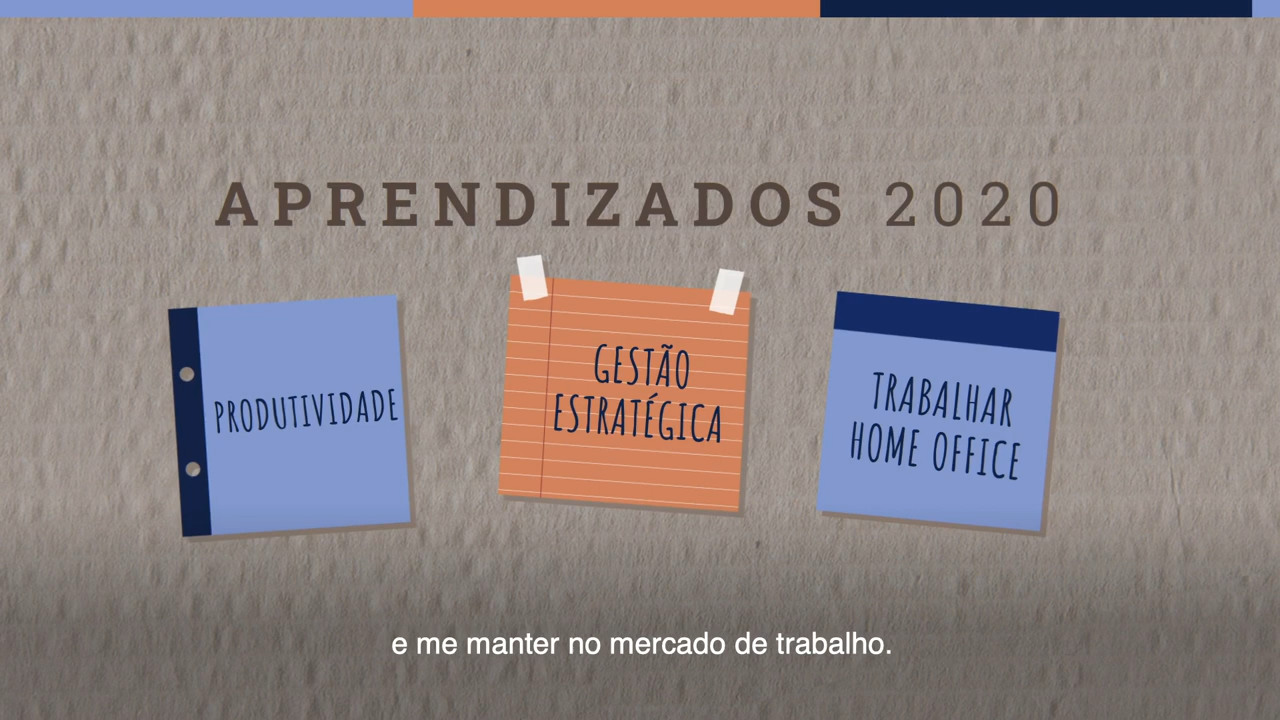 APRENDIZADOS 2020
PRODUTIVIDADE
GESTÃO
ESTRATÉGICA
TRABALHAR
HOME OFFICE
e me manter no mercado de trabalho.